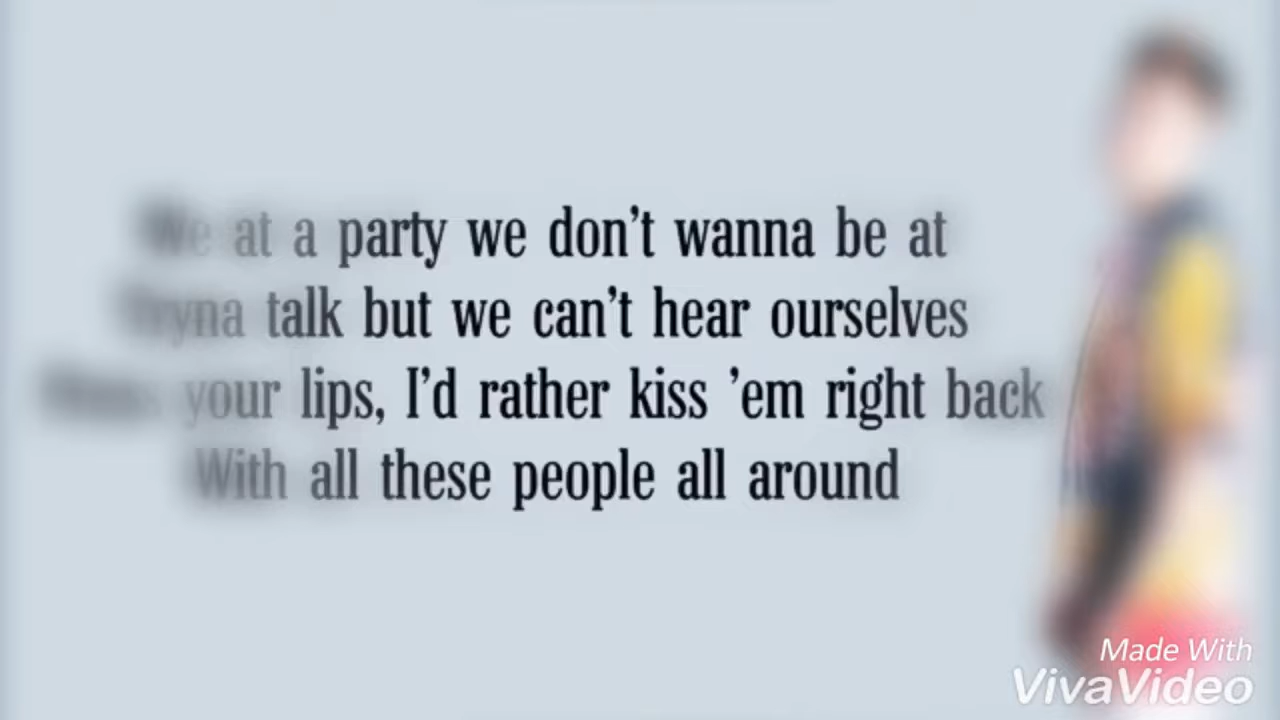 We at a party we don't wanna be at
Tryna talk but we can't hear ourselves
your lips, I'd rather kiss 'em right back
With all these people all around
Made With
VivaVideo